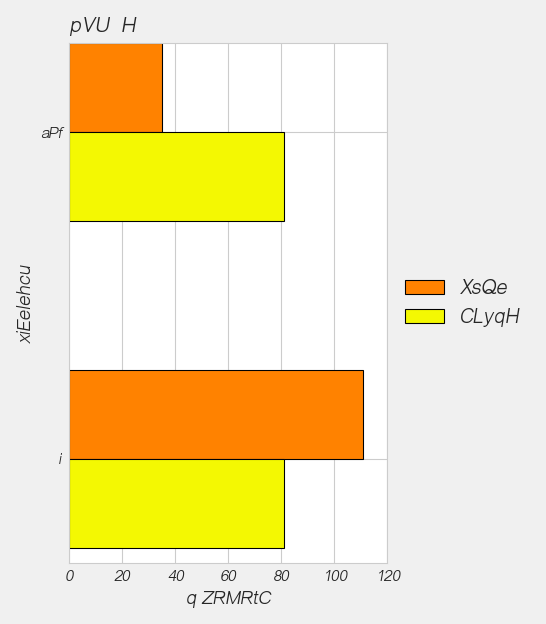 pVU H
aPf
xiEelehcu
i
0 20 40 60 80 100 120
q ZRMRtC
XsQe
CLyqH